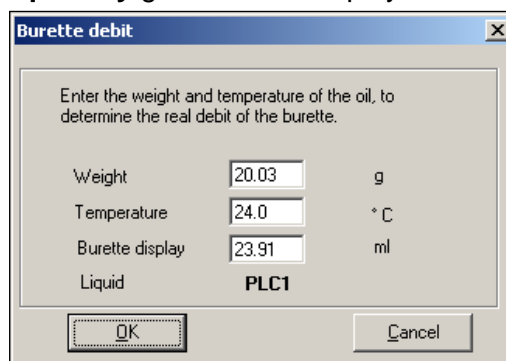 Burette debit
Enter the weight and temperature of the oil, to
determine the real debit of the burette.
Weight 20.03 g
Temperature 24.0 ° C
Burette display 23.91 ml
Liquid PLC1
OK Cancel